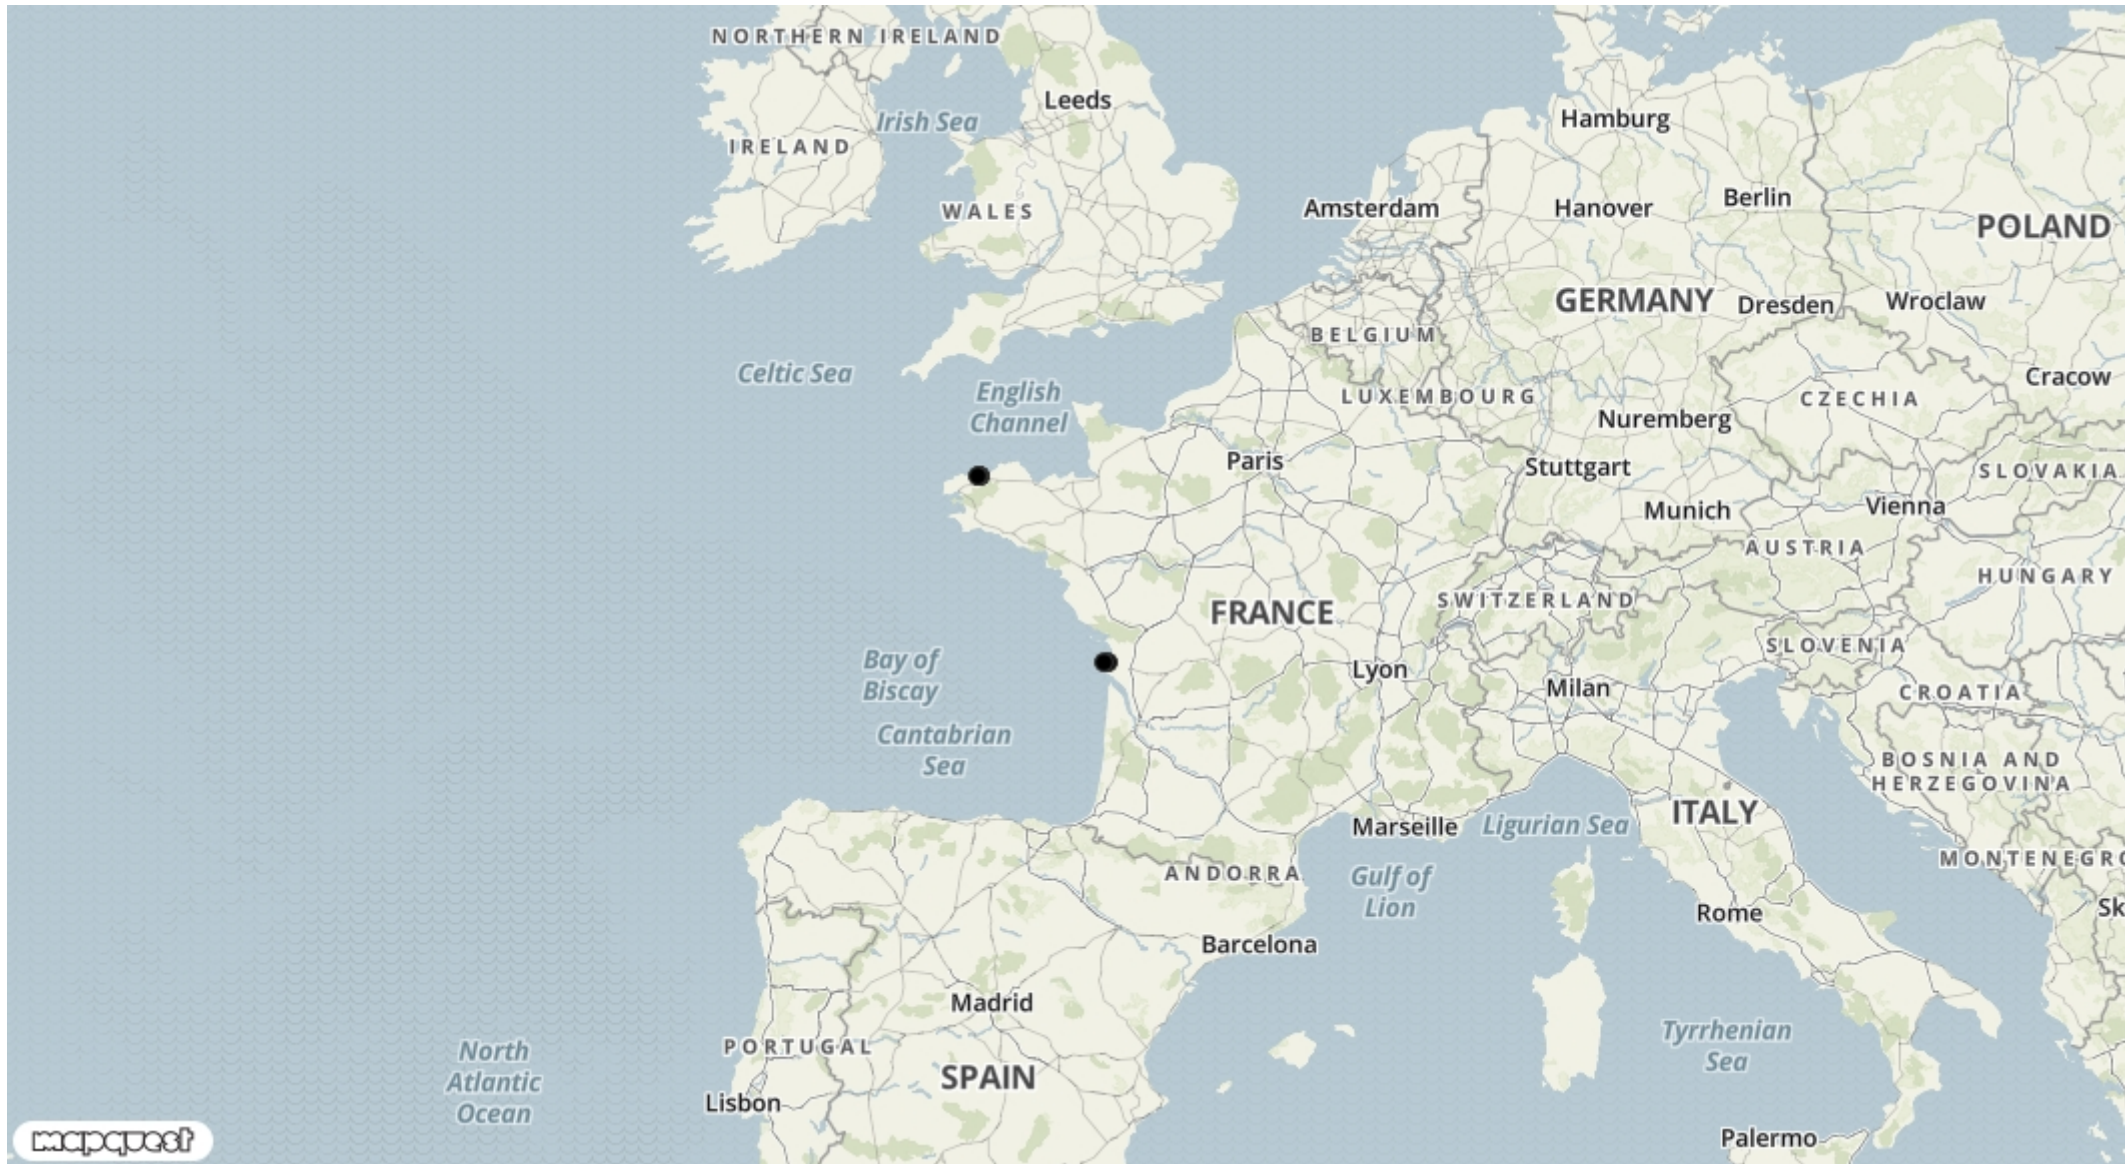 NORTHERN IRELAND
Leeds
Irish Sea
IRELAND
Hamburg
WALES
Amsterdam
Hanover
Berlin
POLAND
GERMANY
Dresden
Wroclaw
BELGIUM
Celtic Sea
English
Channel
LUXEMBOURG
Cracow
CZECHIA
Nuremberg
Paris
Stuttgart
SLOVAKIA
Munich
Vienna
AUSTRIA
HUNGARY
SWITZERLAND
FRANCE
SLOVENIA
Bay of
Biscay
Lyon
Milan
CROATIA
Cantabrian
Sea
BOSNIA AND
HERZEGOVINA
ITALY
Marseille
Ligurian Sea
MONTENEGRO
ANDORRA
Gulf of
Lion
Rome
Sk
Barcelona
Madrid
Tyrrhenian
Sea
PORTUGAL
North
Atlantic
Ocean
SPAIN
Lisbon
mapquest
Palermo